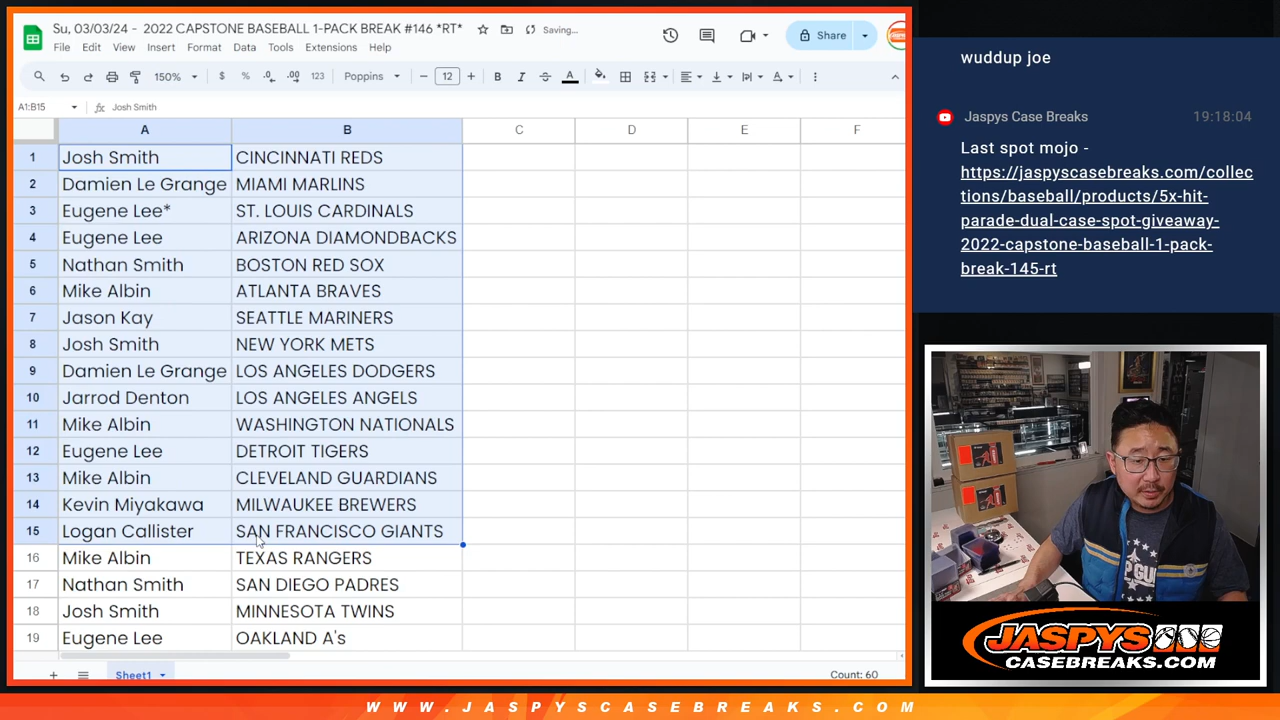 Su, 03/03/24 - 2022 CAPSTONE BASEBALL 1-PACK BREAK #146 *RT*
Saving...
File Edit View Insert Format Data Tools Extensions Help
Share
150%
$ % .0 .00 123
Poppins
12
B I A
A1:B15
Josh Smith
A B C D E F
1 Josh Smith CINCINNATI REDS
2 Damien Le Grange MIAMI MARLINS
3 Eugene Lee* ST. LOUIS CARDINALS
4 Eugene Lee ARIZONA DIAMONDBACKS
5 Nathan Smith BOSTON RED SOX
6 Mike Albin ATLANTA BRAVES
7 Jason Kay SEATTLE MARINERS
8 Josh Smith NEW YORK METS
9 Damien Le Grange LOS ANGELES DODGERS
10 Jarrod Denton LOS ANGELES ANGELS
11 Mike Albin WASHINGTON NATIONALS
12 Eugene Lee DETROIT TIGERS
13 Mike Albin CLEVELAND GUARDIANS
14 Kevin Miyakawa MILWAUKEE BREWERS
15 Logan Callister SAN FRANCISCO GIANTS
16 Mike Albin TEXAS RANGERS
17 Nathan Smith SAN DIEGO PADRES
18 Josh Smith MINNESOTA TWINS
19 Eugene Lee OAKLAND A's
Sheet1
Count: 60
wuddup joe
Jaspys Case Breaks 19:18:04
Last spot mojo -
https://jaspyscasebreaks.com/collec
tions/baseball/products/5x-hit-
parade-dual-case-spot-giveaway-
2022-capstone-baseball-1-pack-
break-145-rt
JASPYS
CASEBREAKS.COM
WWW.JASPYSCASEBREAKS.COM